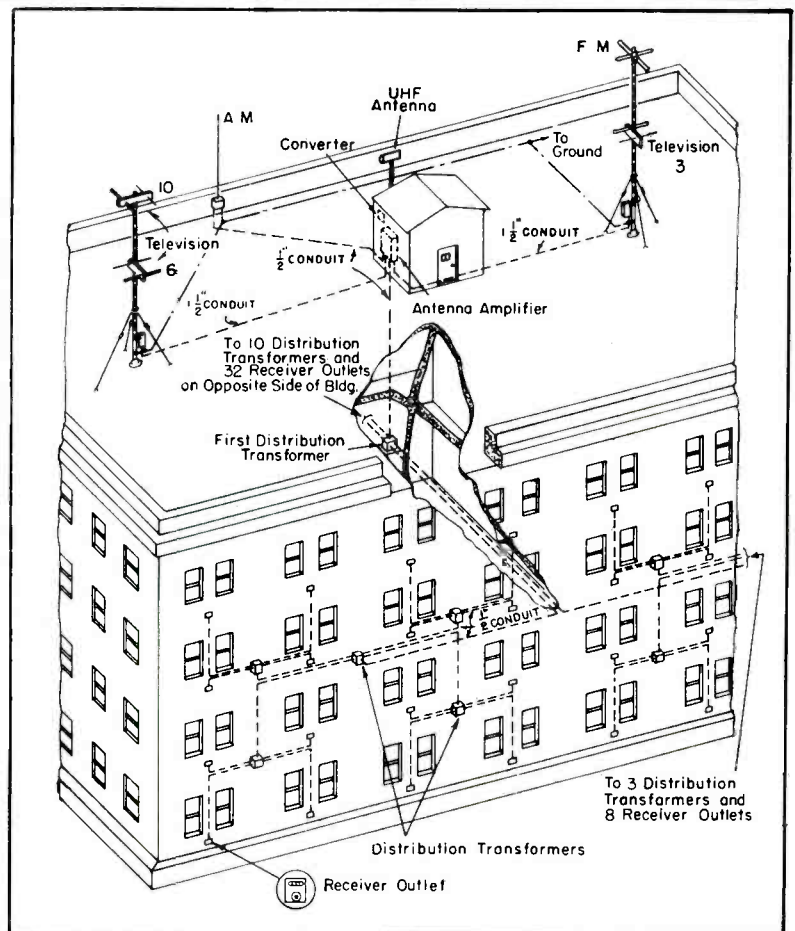 F M
UHF
Antenna
A M
Converter
To
Ground
Television
3
10
Television
6
1/2" CONDUIT
1 1/2" CONDUIT
1 1/2" CONDUIT
Antenna Amplifier
To 10 Distribution
Transformers and
32 Receiver Outlets
on Opposite Side of Bldg.
First Distribution
Transformer
1/2" CONDUIT
To 3 Distribution
Transfarmers and
8 Receiver Outlets
Distribution Transformers
Receiver Outlet